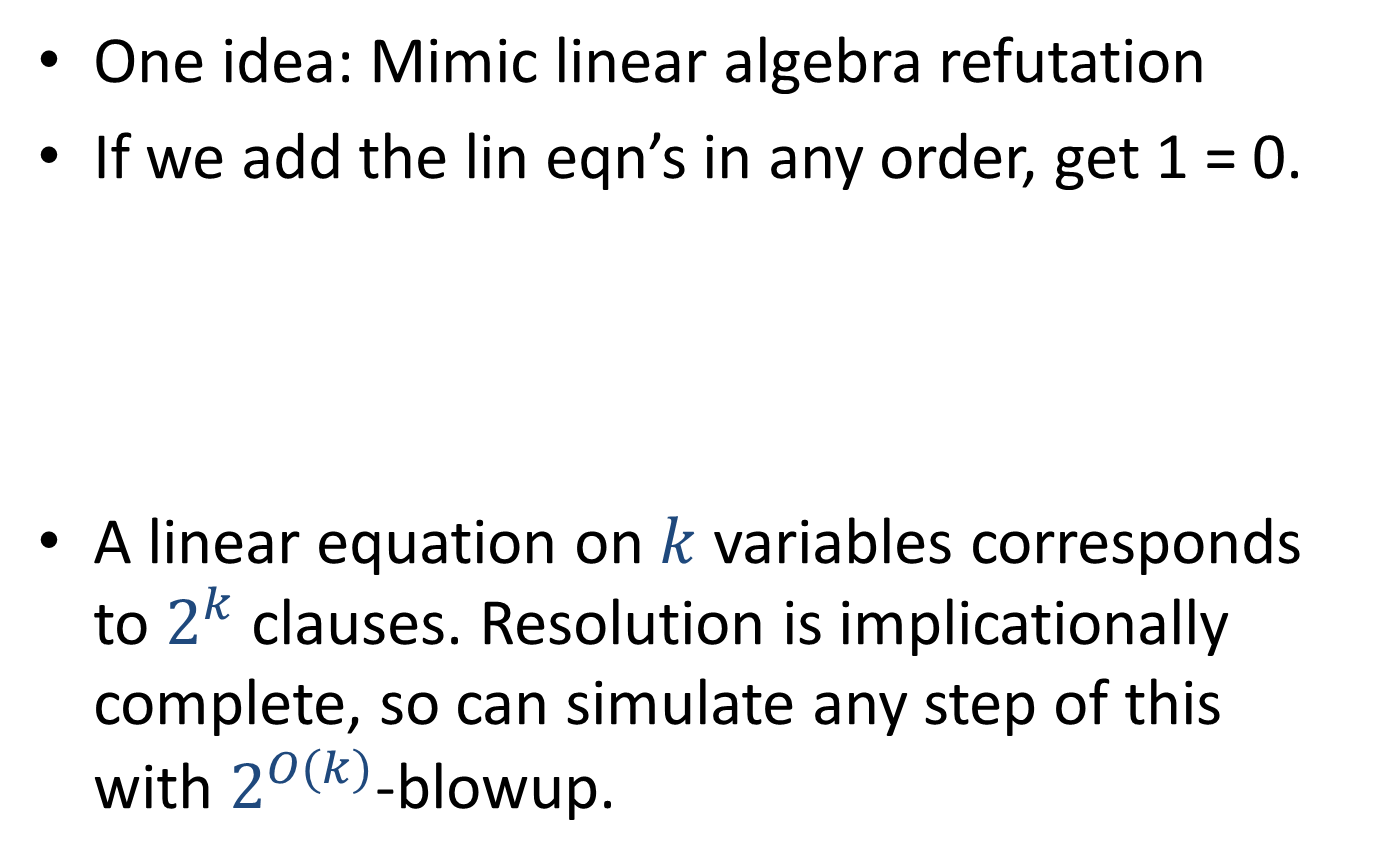 • One idea: Mimic linear algebra refutation
• If we add the lin eqn’s in any order, get 1 = 0.
• A linear equation on k variables corresponds
to 2^k clauses. Resolution is implicationally
complete, so can simulate any step of this
with 2^{O(k)}-blowup.